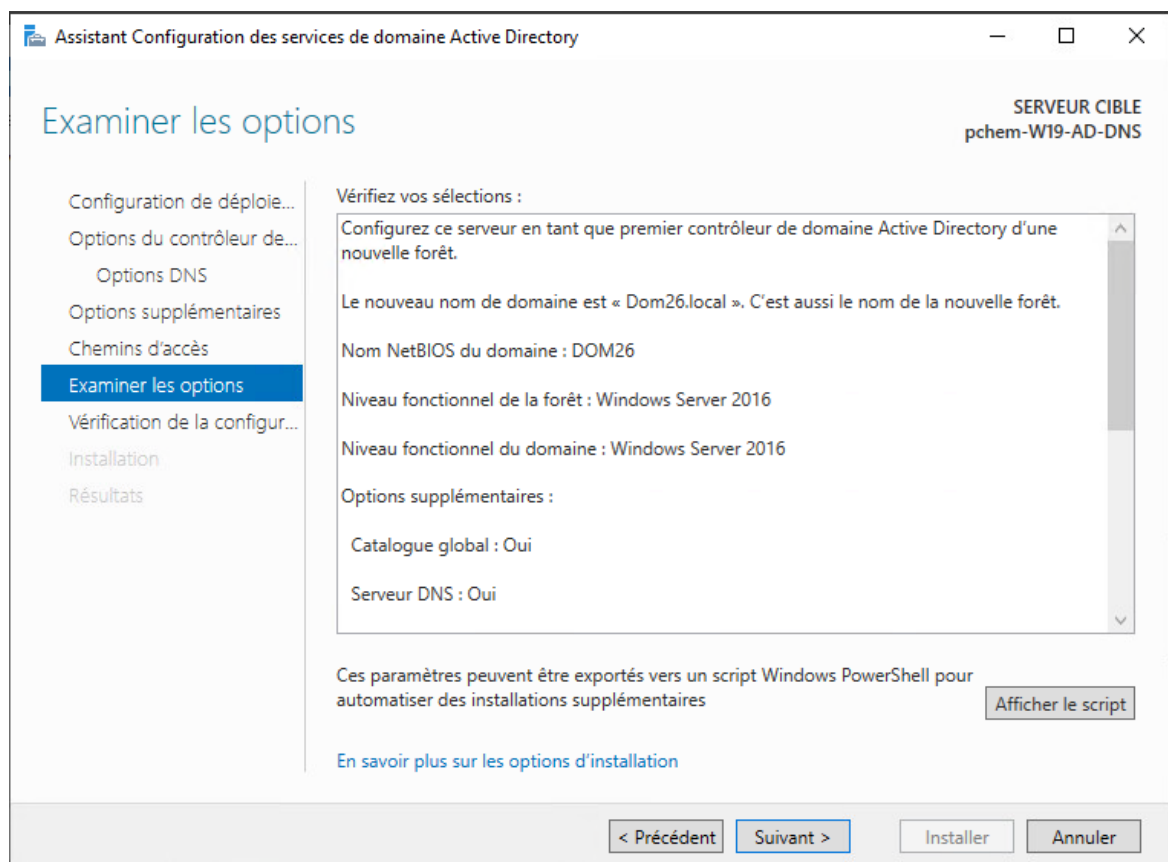 Assistant Configuration des services de domaine Active Directory
Examiner les options
SERVEUR CIBLE
pchem-W19-AD-DNS
Configuration de déploie...
Options du contrôleur de...
Options DNS
Options supplémentaires
Chemins d'accès
Examiner les options
Vérification de la configur...
Installation
Résultats
Vérifiez vos sélections :
Configurez ce serveur en tant que premier contrôleur de domaine Active Directory d'une
nouvelle forêt.
Le nouveau nom de domaine est « Dom26.local ». C'est aussi le nom de la nouvelle forêt.
Nom NetBIOS du domaine : DOM26
Niveau fonctionnel de la forêt : Windows Server 2016
Niveau fonctionnel du domaine : Windows Server 2016
Options supplémentaires :
Catalogue global : Oui
Serveur DNS : Oui
Ces paramètres peuvent être exportés vers un script Windows PowerShell pour
automatiser des installations supplémentaires
Afficher le script
En savoir plus sur les options d'installation
< Précédent
Suivant >
Installer
Annuler